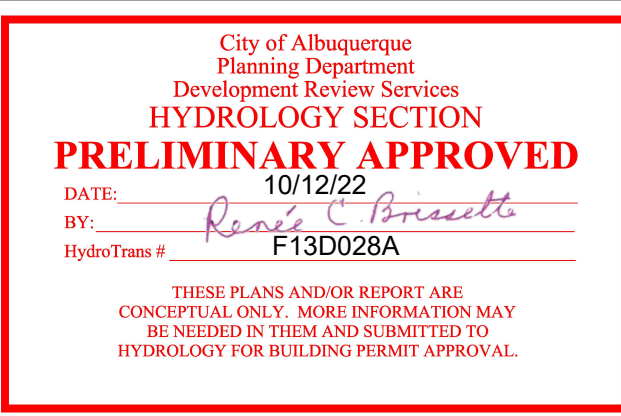 City of Albuquerque
Planning Department
Development Review Services
HYDROLOGY SECTION
PRELIMINARY APPROVED
DATE: 10/12/22
BY: Renée C. Brissette
HydroTrans # F13D028A
THESE PLANS AND/OR REPORT ARE
CONCEPTUAL ONLY. MORE INFORMATION MAY
BE NEEDED IN THEM AND SUBMITTED TO
HYDROLOGY FOR BUILDING PERMIT APPROVAL.